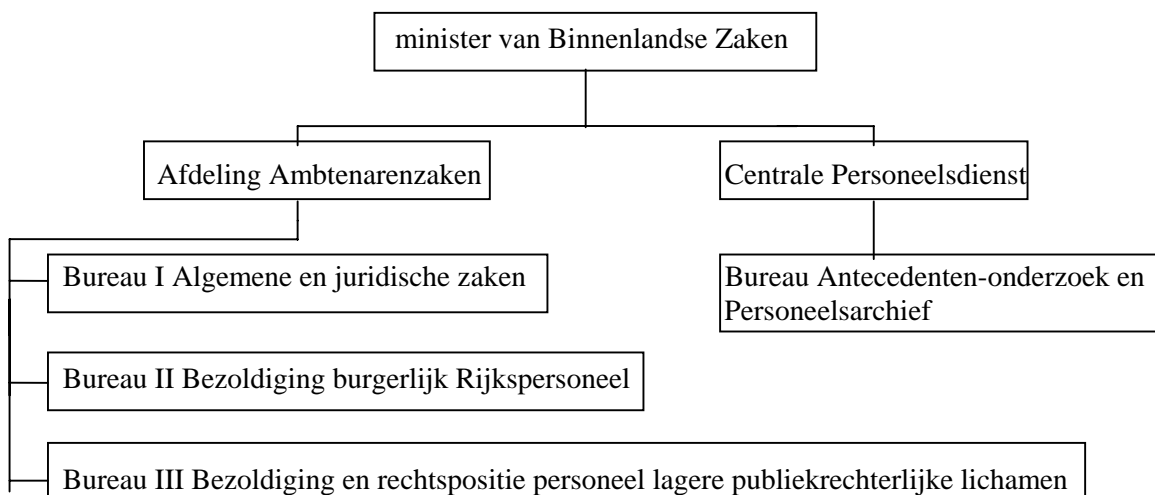 minister van Binnenlandse Zaken
Afdeling Ambtenarenzaken
Centrale Personeelsdienst
Bureau I Algemene en juridische zaken
Bureau Antecedenten-onderzoek en
Personeelsarchief
Bureau II Bezoldiging burgerlijk Rijkspersoneel
Bureau III Bezoldiging en rechtspositie personeel lagere publiekrechterlijke lichamen